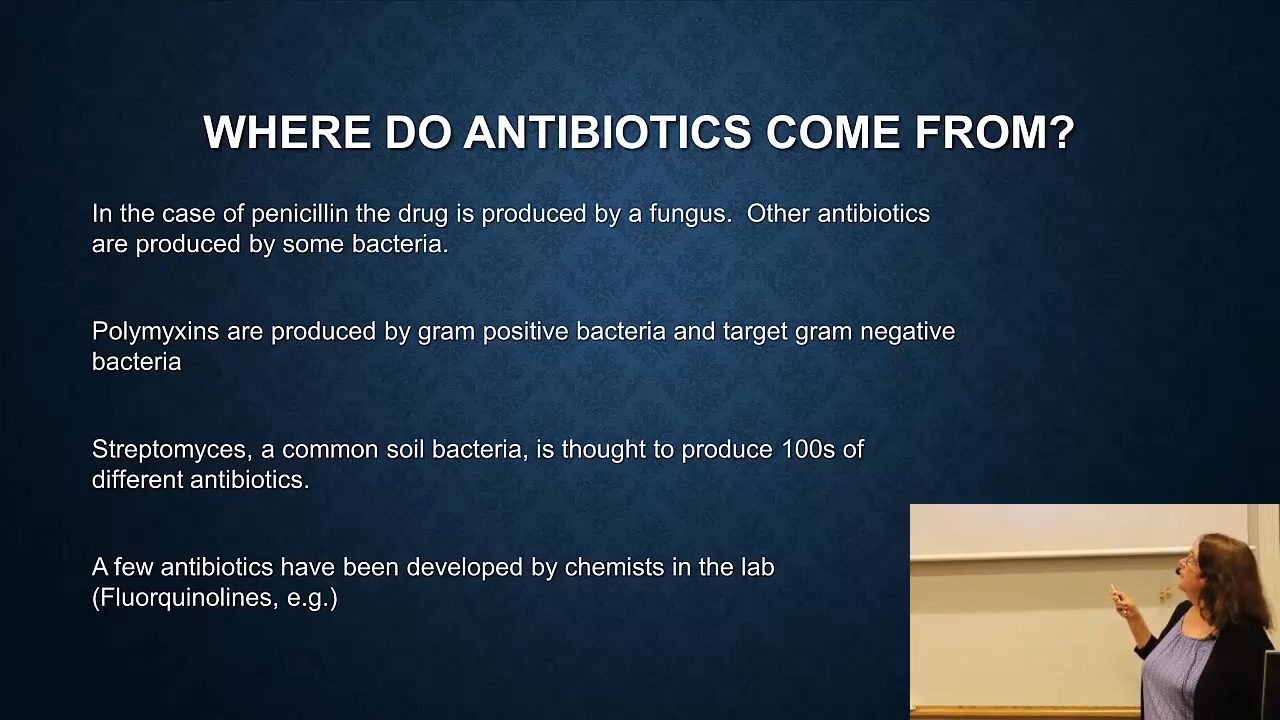 WHERE DO ANTIBIOTICS COME FROM?
In the case of penicillin the drug is produced by a fungus.  Other antibiotics
are produced by some bacteria.
Polymyxins are produced by gram positive bacteria and target gram negative
bacteria
Streptomyces, a common soil bacteria, is thought to produce 100s of
different antibiotics.
A few antibiotics have been developed by chemists in the lab
(Fluorquinolines, e.g.)